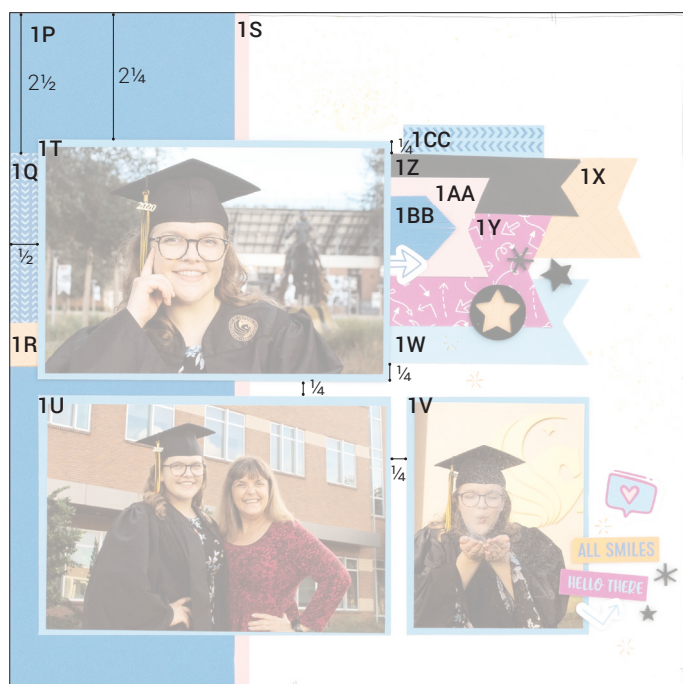 1P
1S
2½
2¼
1T
1Q
½
1R
¼
1CC
1Z
1X
1AA
1BB
1Y
1W
¼
¼
1U
1V
¼
2020
ALL SMILES
HELLO THERE